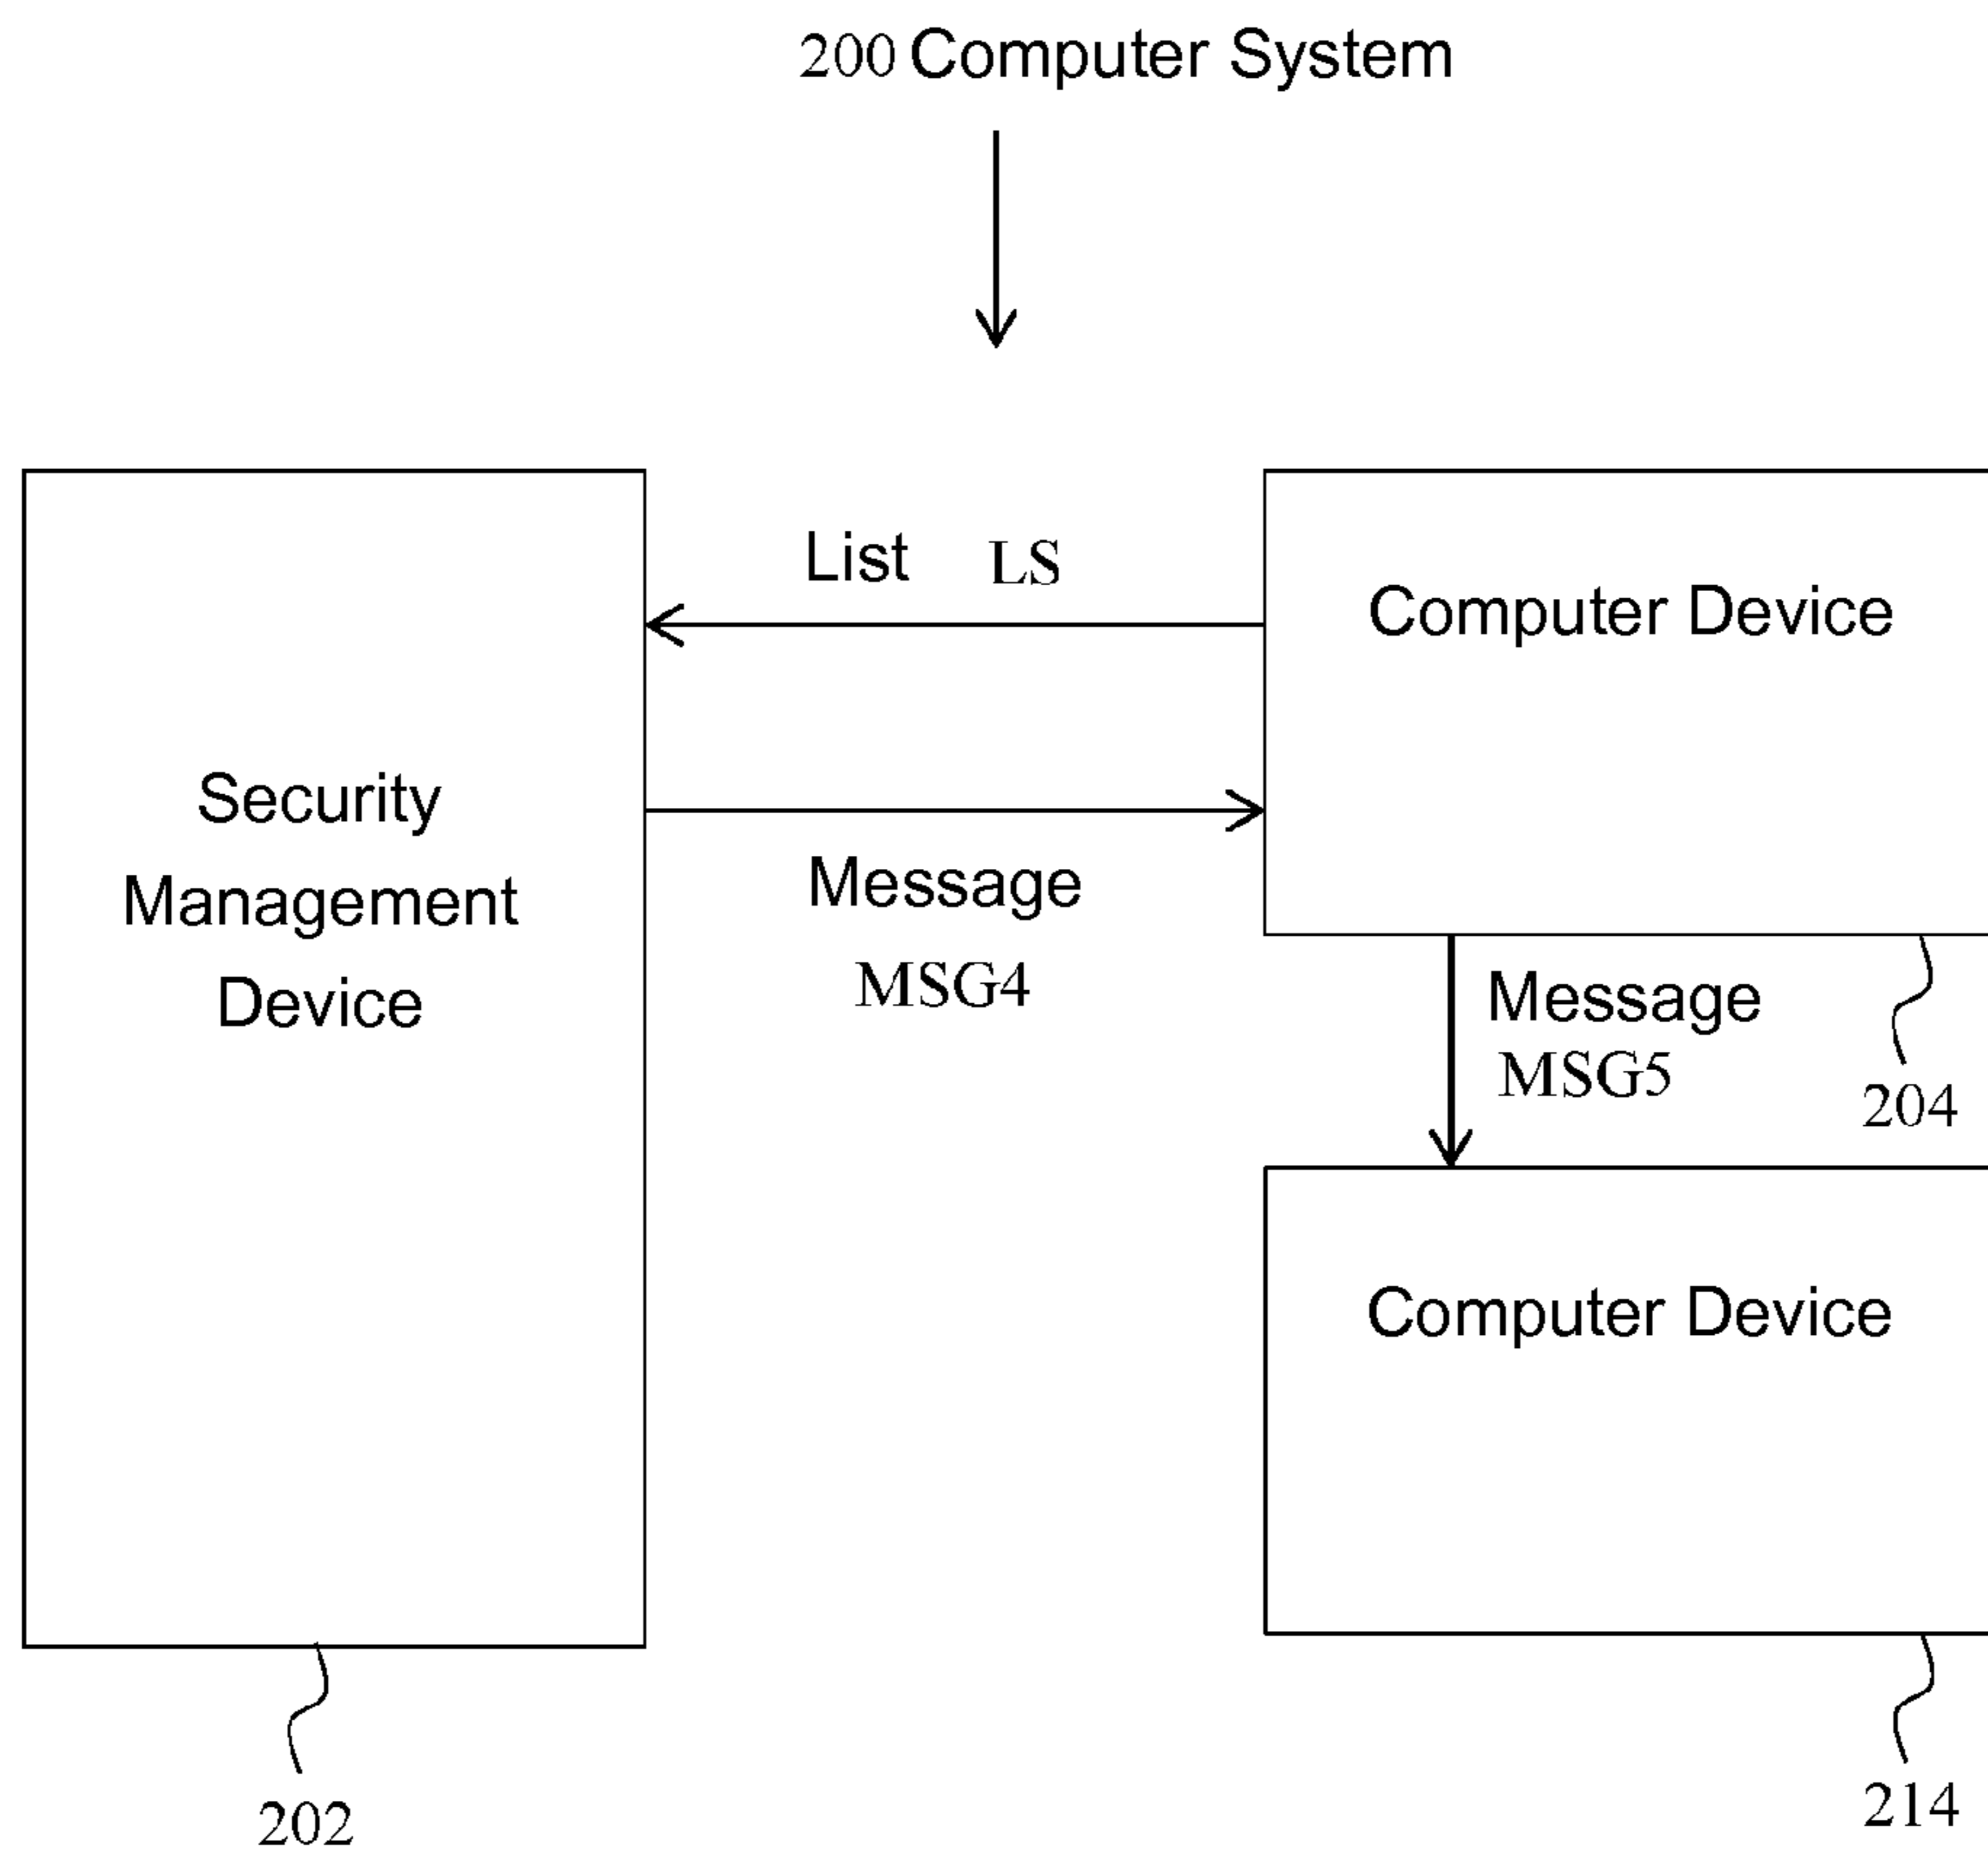 200 Computer System
List LS
Computer Device
Security
Management
Device
Message
MSG4
Message
MSG5
204
Computer Device
202
214